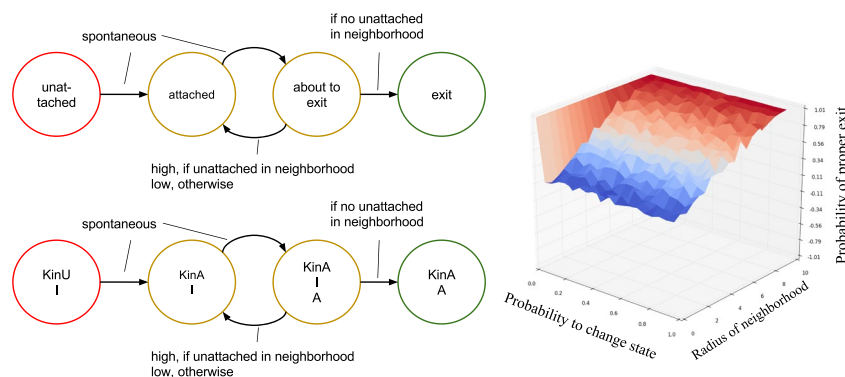 spontaneous
if no unattached
in neighborhood
unat-
tached
attached
about to
exit
exit
high, if unattached in neighborhood
low, otherwise
spontaneous
if no unattached
in neighborhood
KinU
I
KinA
I
KinA
I
A
KinA
A
high, if unattached in neighborhood
low, otherwise
1.01
0.79
0.56
0.34
0.11
-0.11
-0.34
-0.56
-0.79
-1.01
Probability of proper exit
0.0
0.2
0.4
0.6
0.8
1.0
Probability to change state
0
2
4
6
8
10
Radius of neighborhood